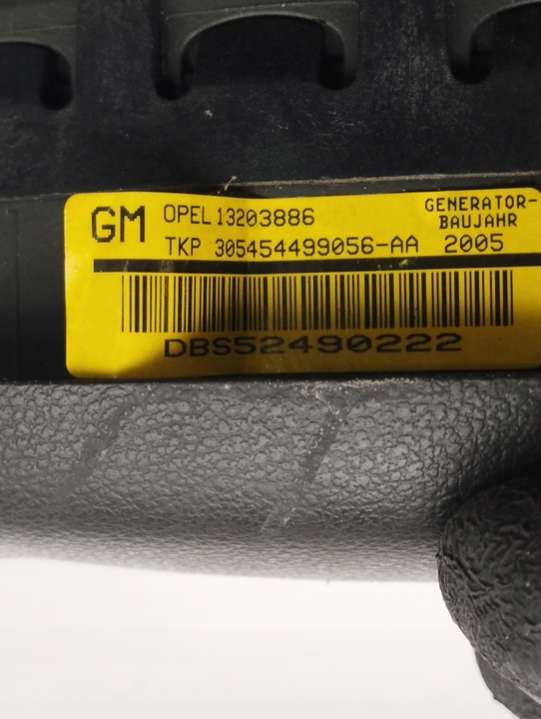 GM OPEL 13203886 GENERATOR-
BAUJAHR
TKP 305454499056-AA 2005
DBS52490222